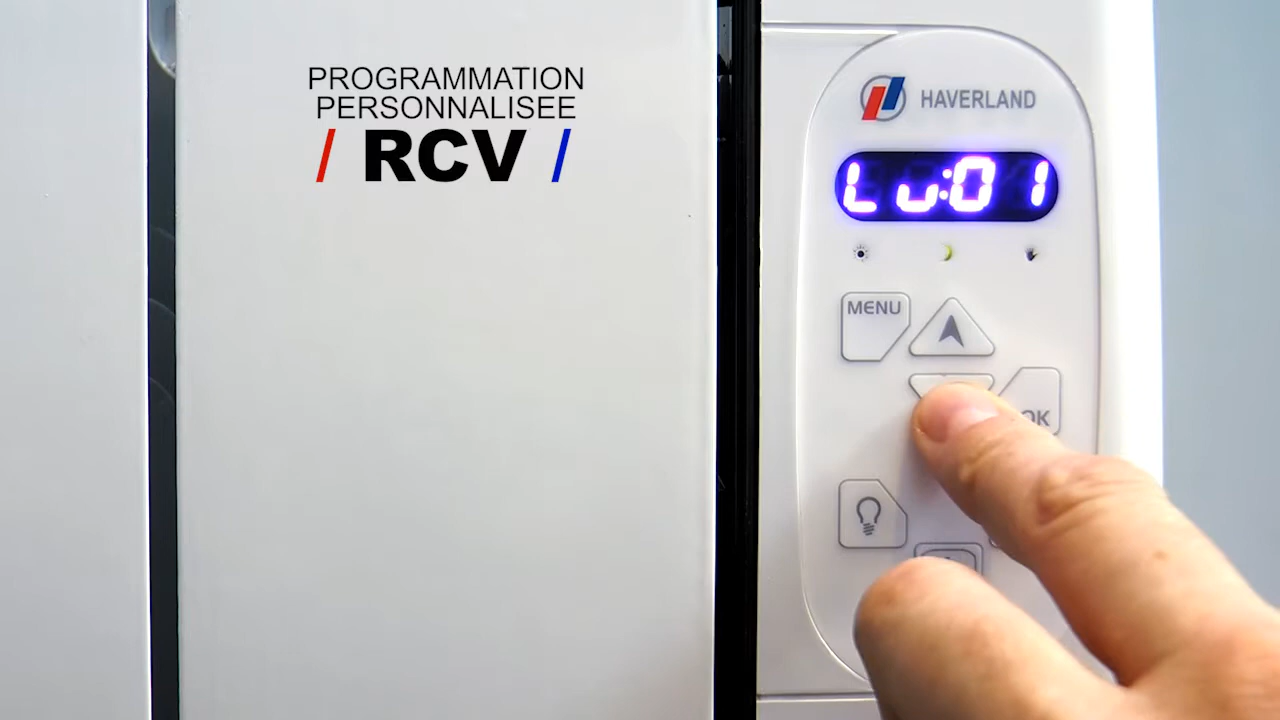 PROGRAMMATION
PERSONNALISEE
/ RCV /
HAVERLAND
Lu:01
MENU
OK